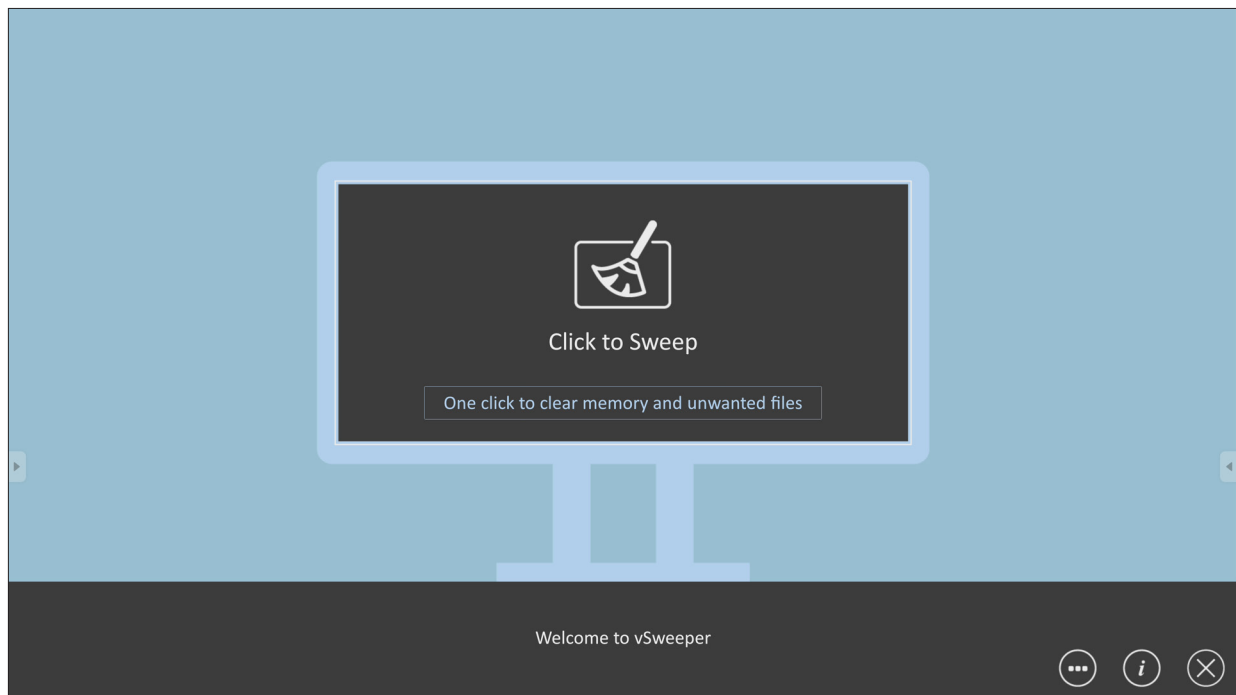 Click to Sweep
One click to clear memory and unwanted files
Welcome to vSweeper
i